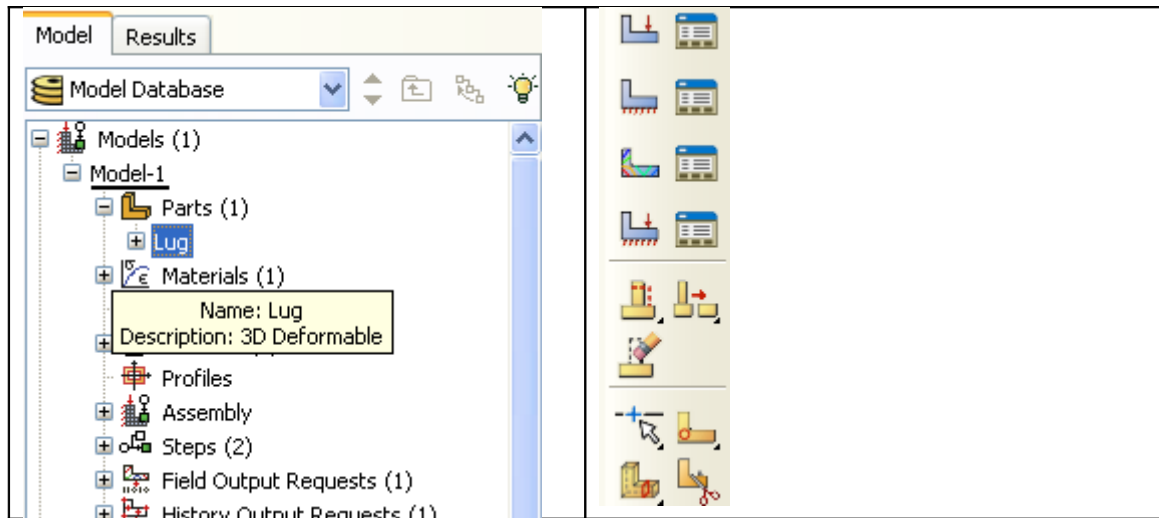 Model Results
Model Database
Models (1)
Model-1
Parts (1)
Lug
Materials (1)
Name: Lug
Description: 3D Deformable
Profiles
Assembly
Steps (2)
Field Output Requests (1)
History Output Requests (1)